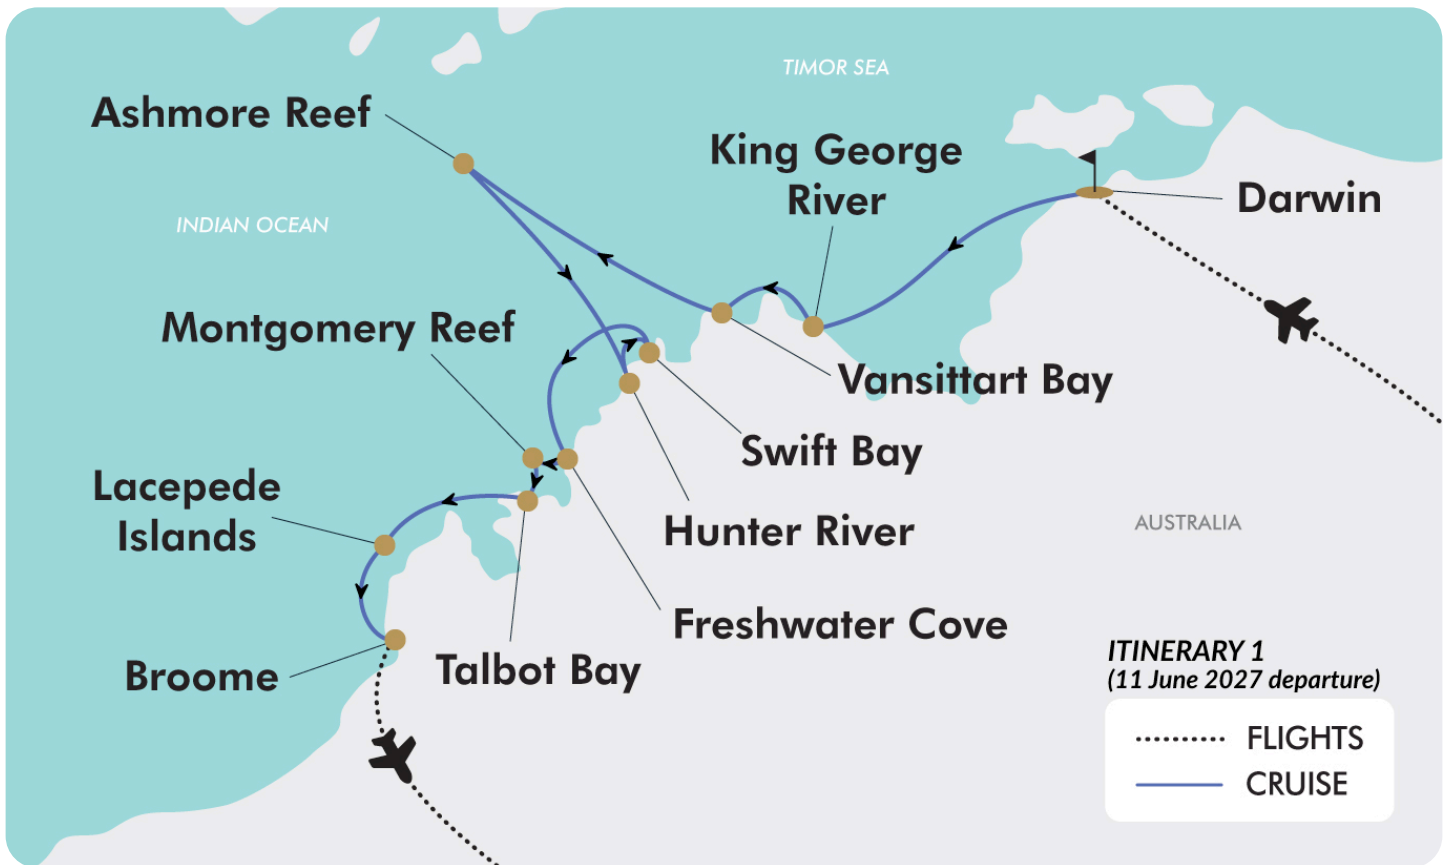 TIMOR SEA
Ashmore Reef
King George
River
Darwin
INDIAN OCEAN
Montgomery Reef
Vansittart Bay
Swift Bay
Lacepede
Islands
Hunter River
AUSTRALIA
Freshwater Cove
Talbot Bay
Broome
ITINERARY 1
(11 June 2027 departure)
FLIGHTS
CRUISE